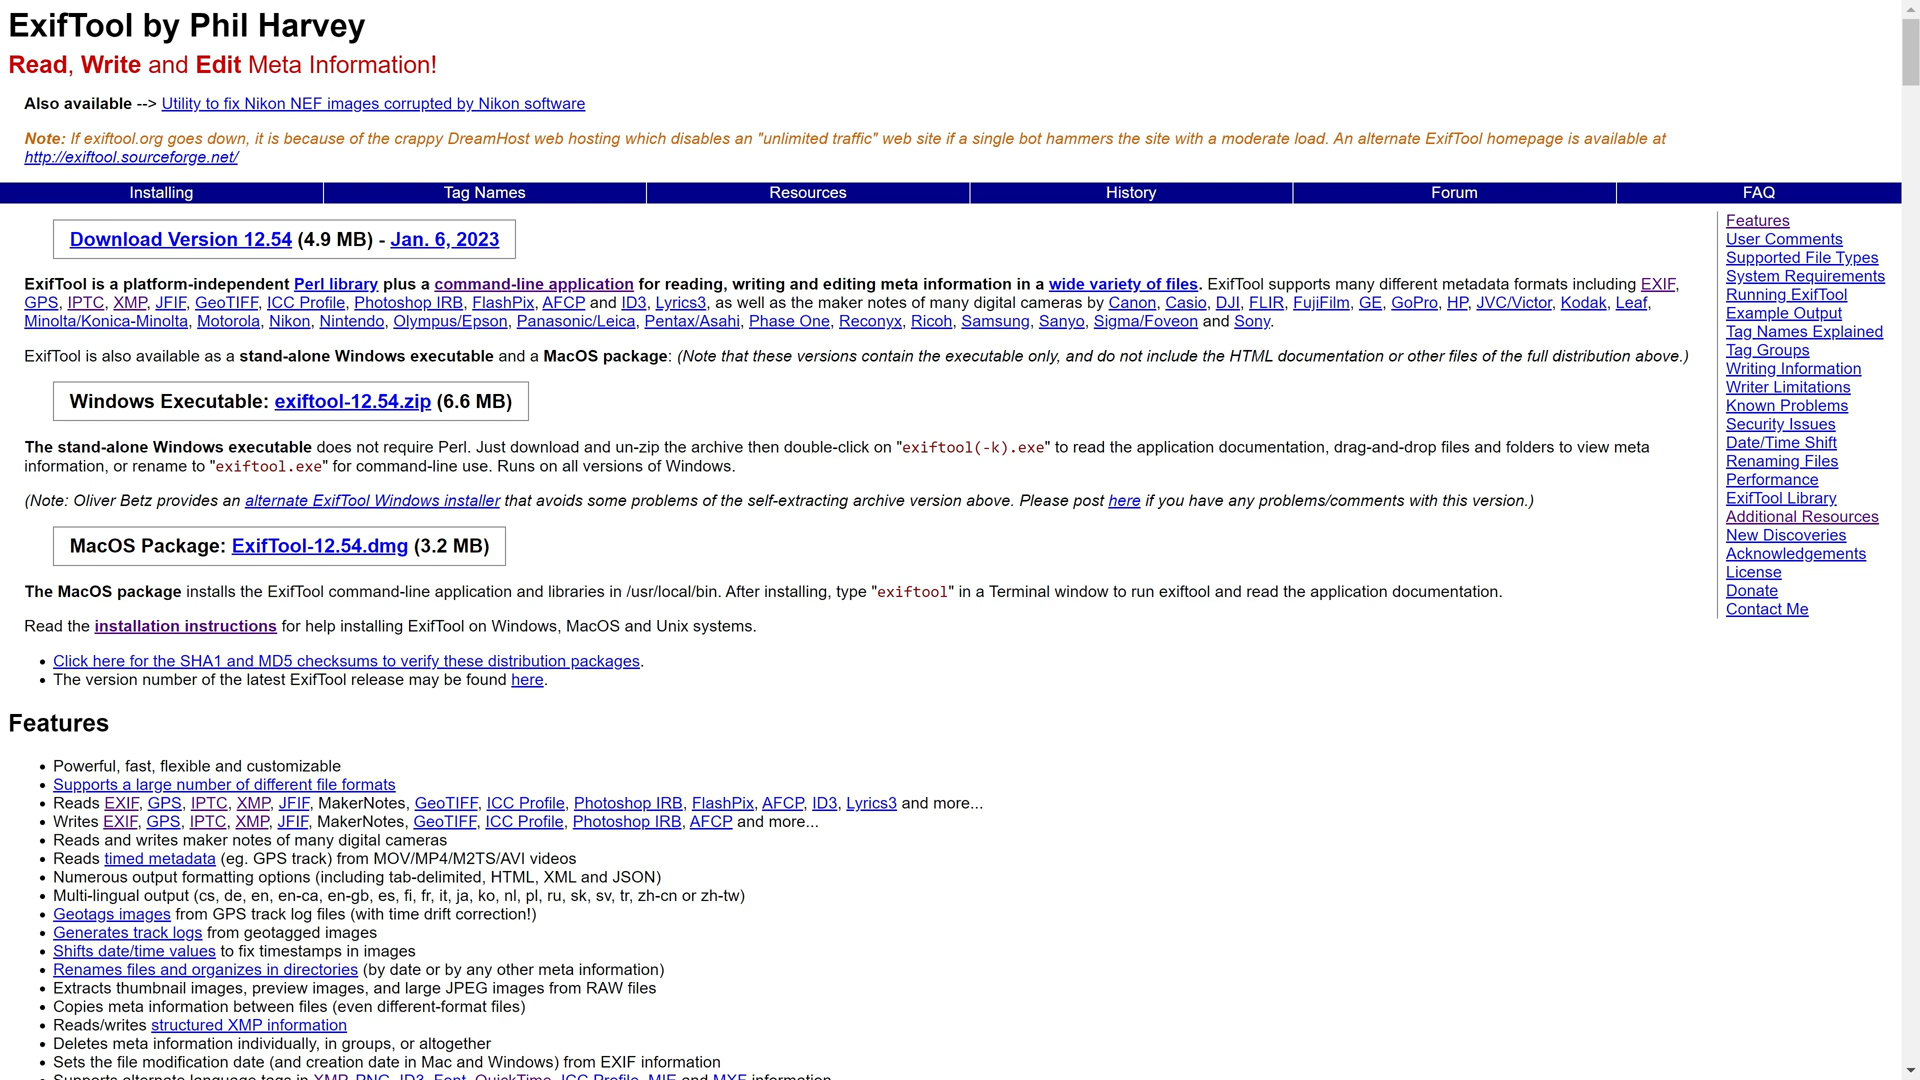 ExifTool by Phil Harvey
Read, Write and Edit Meta Information!
Also available --> Utility to fix Nikon NEF images corrupted by Nikon software
Note: If exiftool.org goes down, it is because of the crappy DreamHost web hosting which disables an "unlimited traffic" web site if a single bot hammers the site with a moderate load. An alternate ExifTool homepage is available at
http://exiftool.sourceforge.net/
Installing Tag Names Resources History Forum FAQ
Download Version 12.54 (4.9 MB) - Jan. 6, 2023
ExifTool is a platform-independent Perl library plus a command-line application for reading, writing and editing meta information in a wide variety of files. ExifTool supports many different metadata formats including EXIF,
GPS, IPTC, XMP, JFIF, GeoTIFF, ICC Profile, Photoshop IRB, FlashPix, AFCP and ID3, Lyrics3, as well as the maker notes of many digital cameras by Canon, Casio, DJI, FLIR, FujiFilm, GE, GoPro, HP, JVC/Victor, Kodak, Leaf,
Minolta/Konica-Minolta, Motorola, Nikon, Nintendo, Olympus/Epson, Panasonic/Leica, Pentax/Asahi, Phase One, Reconyx, Ricoh, Samsung, Sanyo, Sigma/Foveon and Sony.
ExifTool is also available as a stand-alone Windows executable and a MacOS package: (Note that these versions contain the executable only, and do not include the HTML documentation or other files of the full distribution above.)
Windows Executable: exiftool-12.54.zip (6.6 MB)
The stand-alone Windows executable does not require Perl. Just download and un-zip the archive then double-click on "exiftool(-k).exe" to read the application documentation, drag-and-drop files and folders to view meta
information, or rename to "exiftool.exe" for command-line use. Runs on all versions of Windows.
(Note: Oliver Betz provides an alternate ExifTool Windows installer that avoids some problems of the self-extracting archive version above. Please post here if you have any problems/comments with this version.)
MacOS Package: ExifTool-12.54.dmg (3.2 MB)
The MacOS package installs the ExifTool command-line application and libraries in /usr/local/bin. After installing, type "exiftool" in a Terminal window to run exiftool and read the application documentation.
Read the installation instructions for help installing ExifTool on Windows, MacOS and Unix systems.
• Click here for the SHA1 and MD5 checksums to verify these distribution packages.
• The version number of the latest ExifTool release may be found here.
Features
User Comments
Supported File Types
System Requirements
Running ExifTool
Example Output
Tag Names Explained
Tag Groups
Writing Information
Writer Limitations
Known Problems
Security Issues
Date/Time Shift
Renaming Files
Performance
ExifTool Library
Additional Resources
New Discoveries
Acknowledgements
License
Donate
Contact Me
Features
• Powerful, fast, flexible and customizable
• Supports a large number of different file formats
• Reads EXIF, GPS, IPTC, XMP, JFIF, MakerNotes, GeoTIFF, ICC Profile, Photoshop IRB, FlashPix, AFCP, ID3, Lyrics3 and more...
• Writes EXIF, GPS, IPTC, XMP, JFIF, MakerNotes, GeoTIFF, ICC Profile, Photoshop IRB, AFCP and more...
• Reads and writes maker notes of many digital cameras
• Reads timed metadata (eg. GPS track) from MOV/MP4/M2TS/AVI videos
• Numerous output formatting options (including tab-delimited, HTML, XML and JSON)
• Multi-lingual output (cs, de, en, en-ca, en-gb, es, fi, fr, it, ja, ko, nl, pl, ru, sk, sv, tr, zh-cn or zh-tw)
• Geotags images from GPS track log files (with time drift correction!)
• Generates track logs from geotagged images
• Shifts date/time values to fix timestamps in images
• Renames files and organizes in directories (by date or by any other meta information)
• Extracts thumbnail images, preview images, and large JPEG images from RAW files
• Copies meta information between files (even different-format files)
• Reads/writes structured XMP information
• Deletes meta information individually, in groups, or altogether
• Sets the file modification date (and creation date in Mac and Windows) from EXIF information
• Supports alternate language tags in XMP, PNG, ID3, Font, QuickTime, ICC Profile, MIE and MXF information